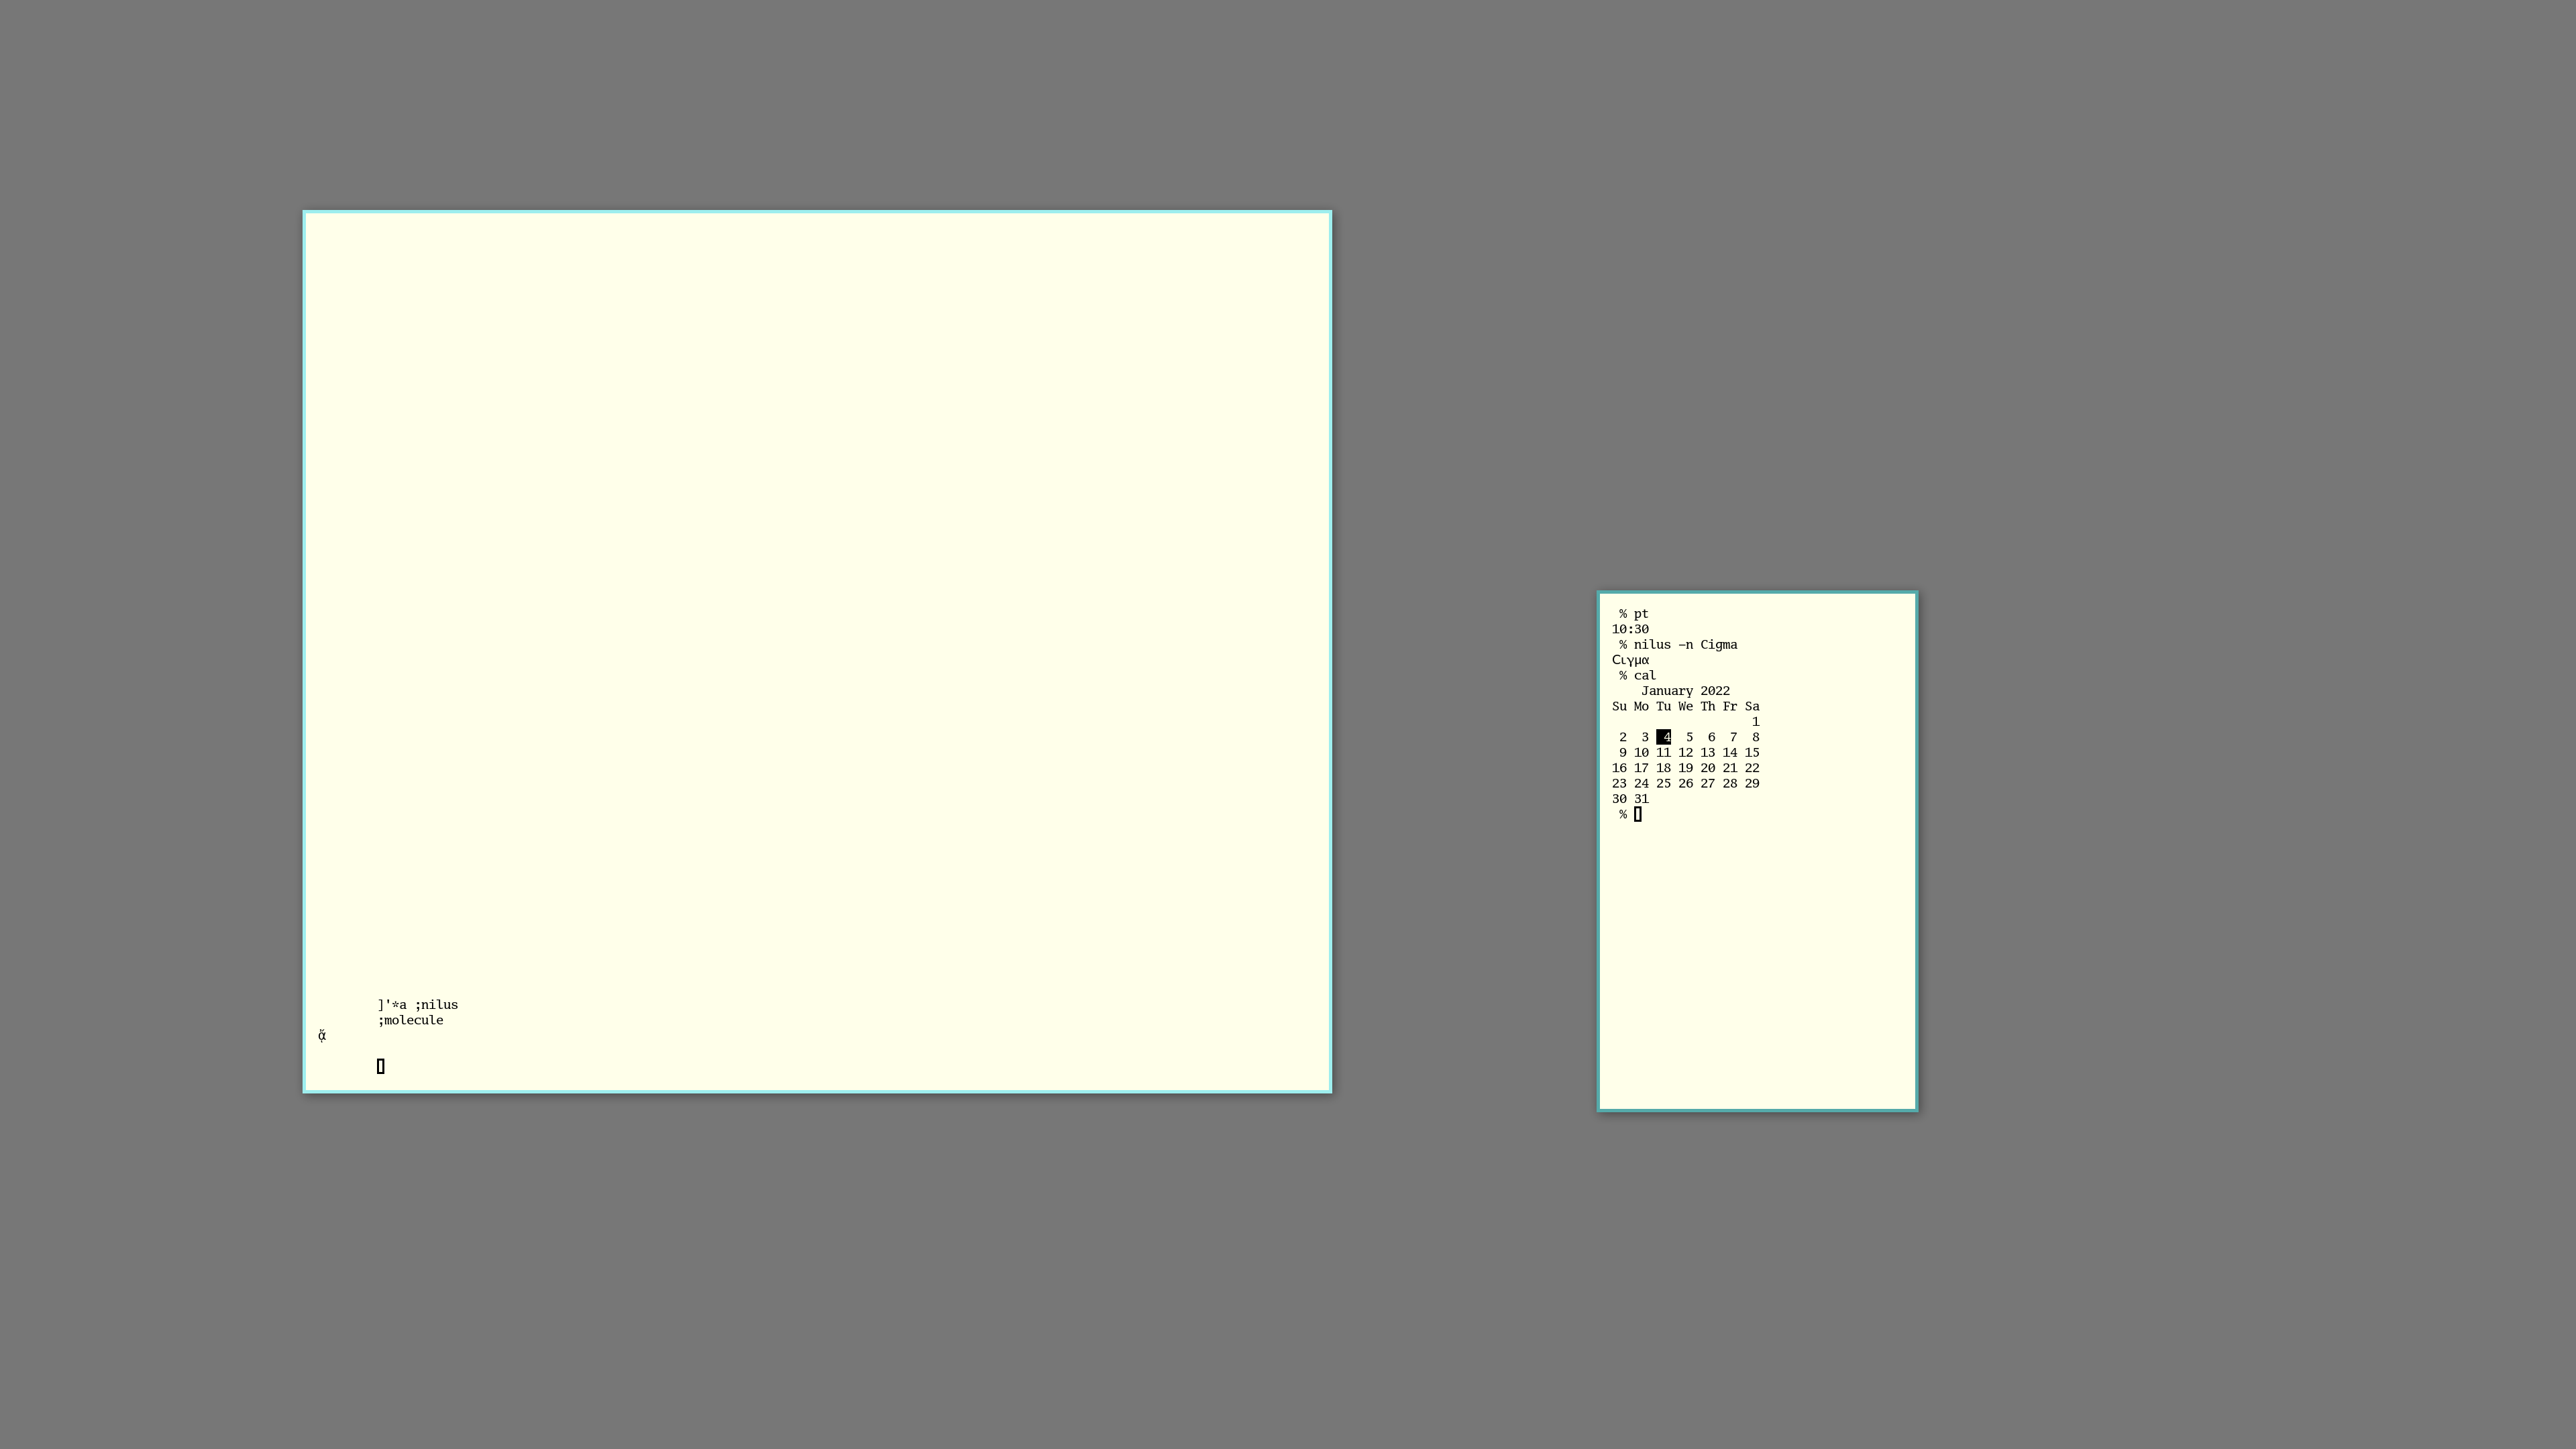 ]'*a ;nilus
;molecule
ᾄ
% pt
10:30
% nilus -n Cigma
Ϲιγμα
% cal
January 2022
Su Mo Tu We Th Fr Sa
1
2 3 4 5 6 7 8
9 10 11 12 13 14 15
16 17 18 19 20 21 22
23 24 25 26 27 28 29
30 31
%